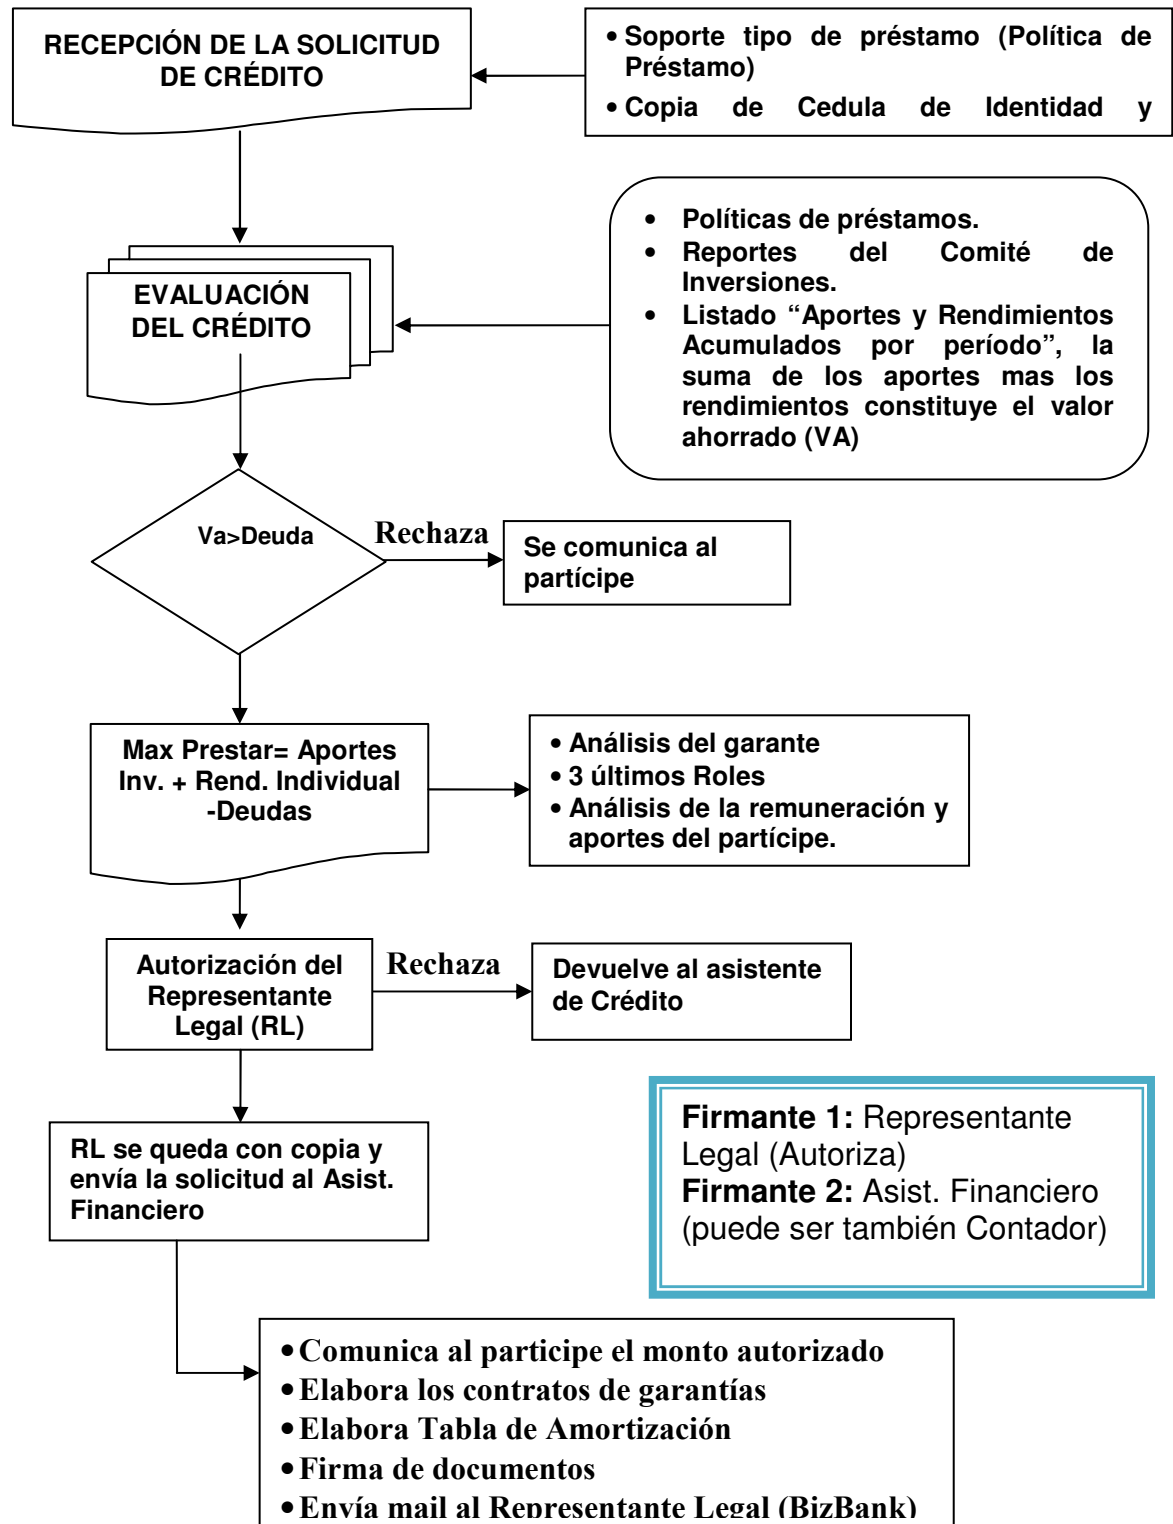 RECEPCIÓN DE LA SOLICITUD
DE CRÉDITO
• Soporte tipo de préstamo (Política de
Préstamo)
• Copia de Cedula de Identidad y
• Políticas de préstamos.
• Reportes del Comité de
Inversiones.
• Listado “Aportes y Rendimientos
Acumulados por período”, la
suma de los aportes mas los
rendimientos constituye el valor
ahorrado (VA)
EVALUACIÓN
DEL CRÉDITO
Va>Deuda
Rechaza
Se comunica al
partícipe
Max Prestar= Aportes
Inv. + Rend. Individual
-Deudas
• Análisis del garante
• 3 últimos Roles
• Análisis de la remuneración y
aportes del partícipe.
Autorización del
Representante
Legal (RL)
Rechaza
Devuelve al asistente
de Crédito
RL se queda con copia y
envía la solicitud al Asist.
Financiero
Firmante 1: Representante
Legal (Autoriza)
Firmante 2: Asist. Financiero
(puede ser también Contador)
• Comunica al participe el monto autorizado
• Elabora los contratos de garantías
• Elabora Tabla de Amortización
• Firma de documentos
• Envía mail al Representante Legal (BizBank)